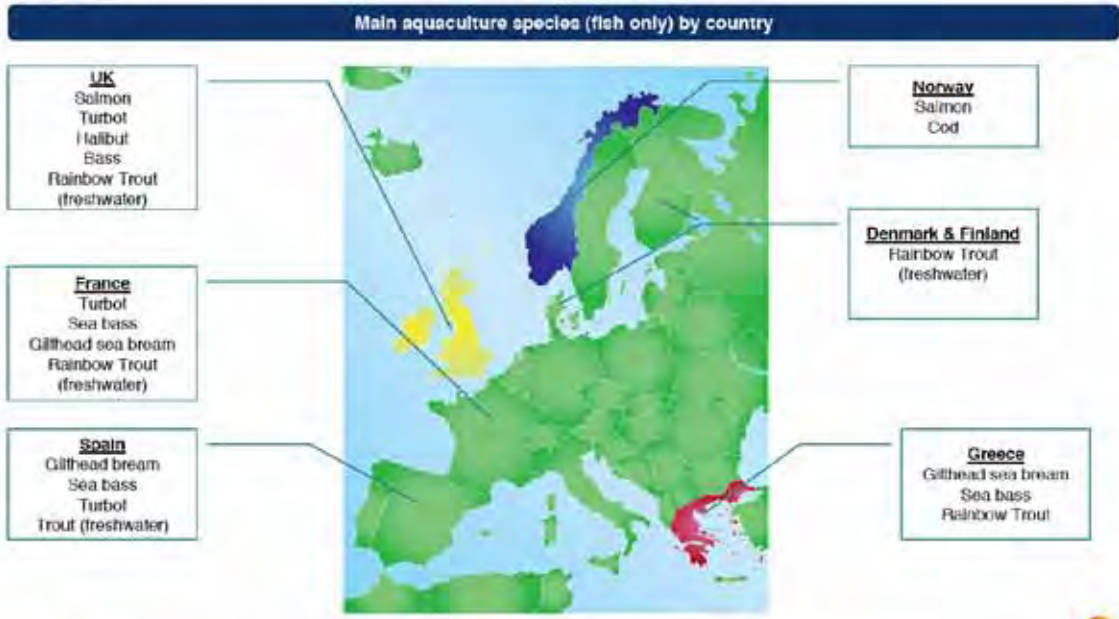 Main aquaculture species (fish only) by country
UK
Salmon
Turbot
Halibut
Bass
Rainbow Trout
(freshwater)
France
Turbot
Sea bass
Gilthead sea bream
Rainbow Trout
(freshwater)
Spain
Gilthead bream
Sea bass
Turbot
Trout (freshwater)
Norway
Salmon
Cod
Denmark & Finland
Rainbow Trout
(freshwater)
Greece
Gilthead sea bream
Sea bass
Rainbow Trout